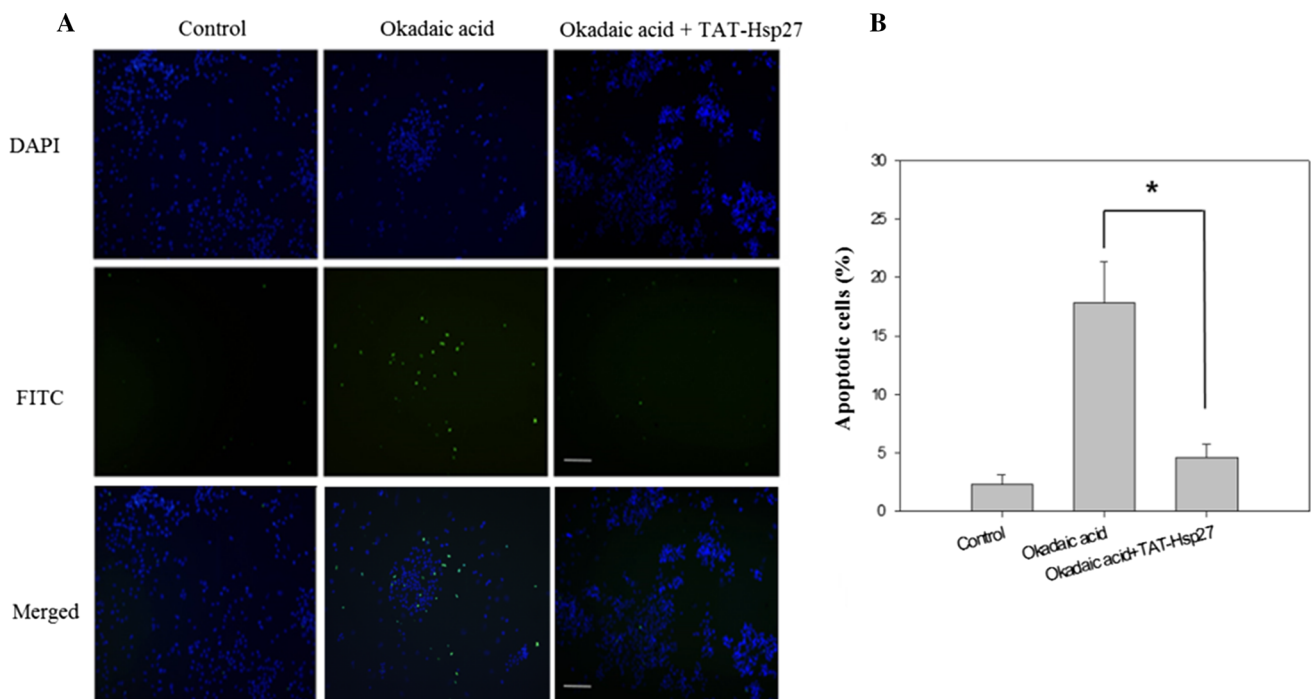 A
B
Control
Okadaic acid
Okadaic acid + TAT-Hsp27
DAPI
FITC
Merged
30
25
20
15
10
5
0
Apoptotic cells (%)
*
Control
Okadaic acid
Okadaic acid+TAT-Hsp27